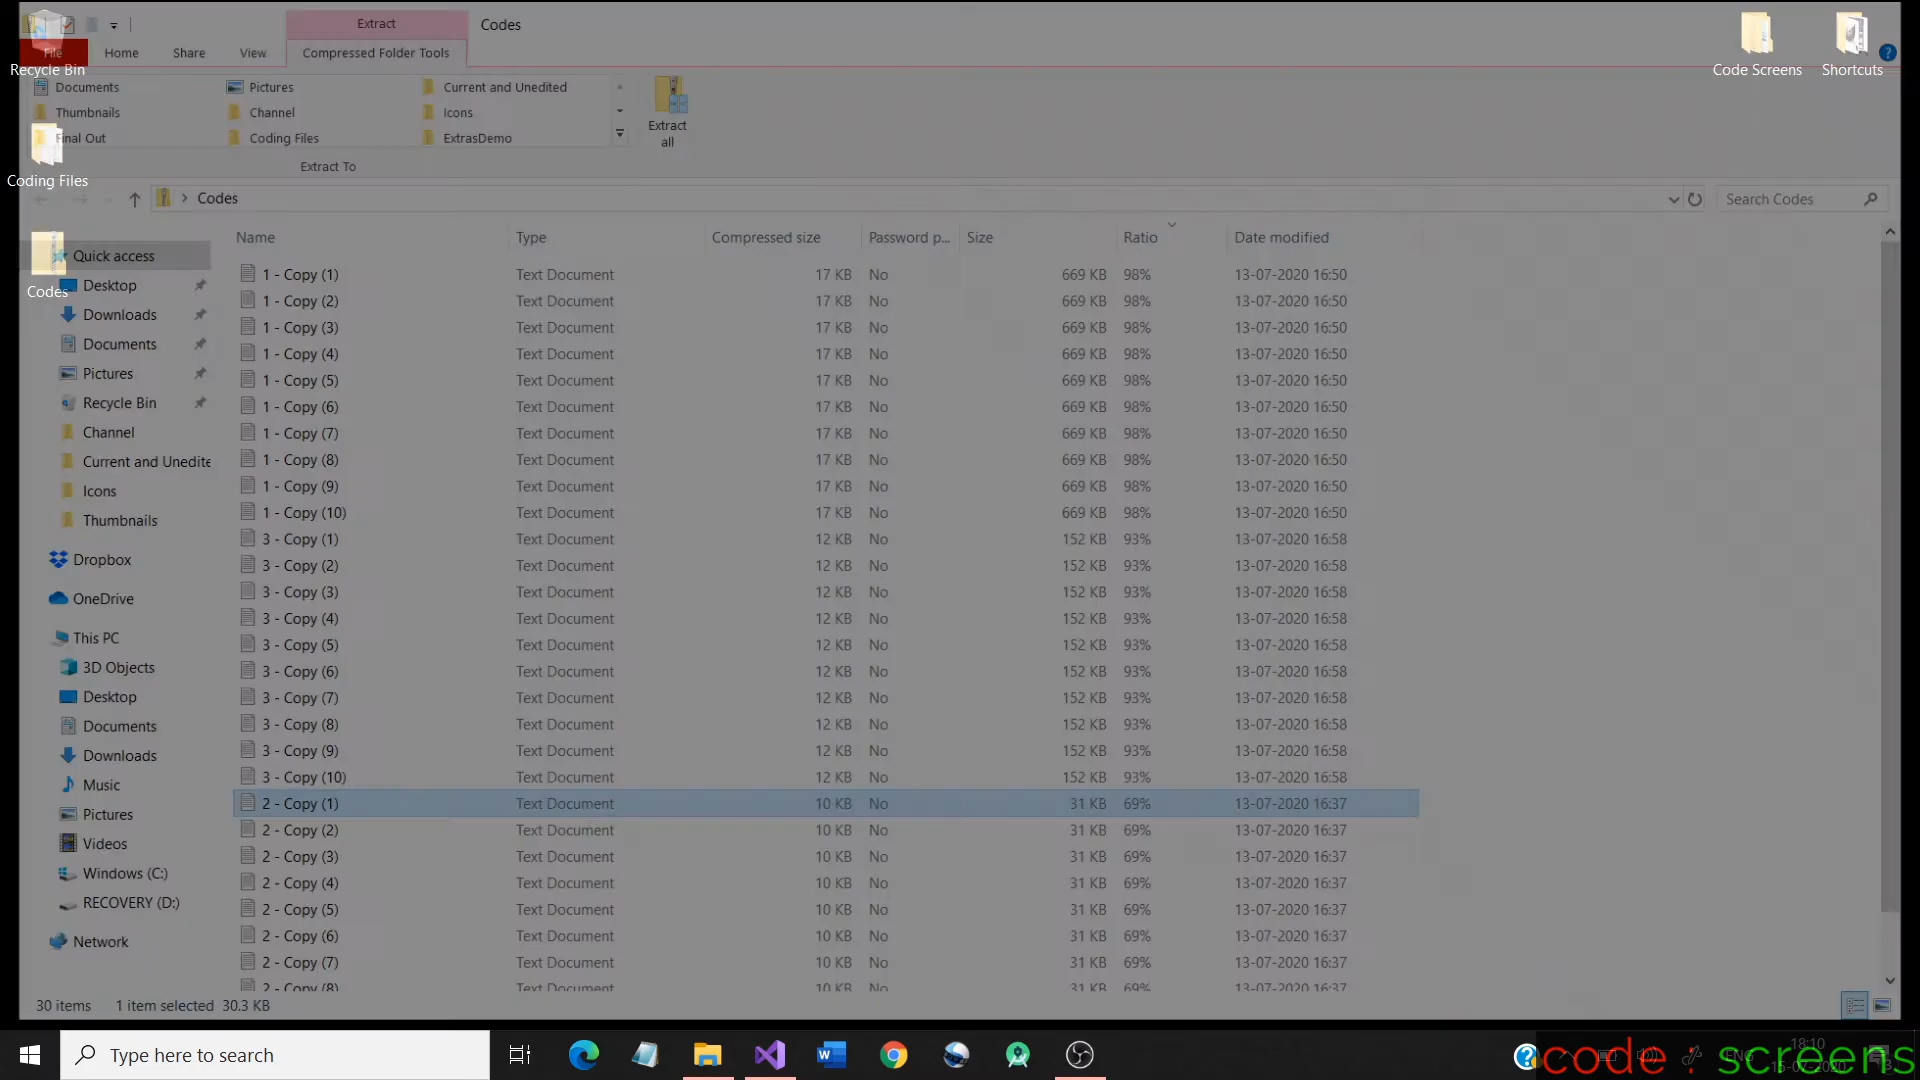 Extract
Codes
File
Home
Share
View
Compressed Folder Tools
Recycle Bin
Code Screens
Shortcuts
Documents
Pictures
Current and Unedited
Thumbnails
Channel
Icons
Final Out
Coding Files
ExtrasDemo
Extract all
Extract To
Coding Files
Codes
Search Codes
Name Type Compressed size Password p... Size Ratio Date modified
Quick access
Desktop
Codes
Downloads
Documents
Pictures
Recycle Bin
Channel
Current and Unedite
Icons
Thumbnails
Dropbox
OneDrive
This PC
3D Objects
Desktop
Documents
Downloads
Music
Pictures
Videos
Windows (C:)
RECOVERY (D:)
Network
1 - Copy (1) Text Document 17 KB No 669 KB 98% 13-07-2020 16:50
1 - Copy (2) Text Document 17 KB No 669 KB 98% 13-07-2020 16:50
1 - Copy (3) Text Document 17 KB No 669 KB 98% 13-07-2020 16:50
1 - Copy (4) Text Document 17 KB No 669 KB 98% 13-07-2020 16:50
1 - Copy (5) Text Document 17 KB No 669 KB 98% 13-07-2020 16:50
1 - Copy (6) Text Document 17 KB No 669 KB 98% 13-07-2020 16:50
1 - Copy (7) Text Document 17 KB No 669 KB 98% 13-07-2020 16:50
1 - Copy (8) Text Document 17 KB No 669 KB 98% 13-07-2020 16:50
1 - Copy (9) Text Document 17 KB No 669 KB 98% 13-07-2020 16:50
1 - Copy (10) Text Document 17 KB No 669 KB 98% 13-07-2020 16:50
3 - Copy (1) Text Document 12 KB No 152 KB 93% 13-07-2020 16:58
3 - Copy (2) Text Document 12 KB No 152 KB 93% 13-07-2020 16:58
3 - Copy (3) Text Document 12 KB No 152 KB 93% 13-07-2020 16:58
3 - Copy (4) Text Document 12 KB No 152 KB 93% 13-07-2020 16:58
3 - Copy (5) Text Document 12 KB No 152 KB 93% 13-07-2020 16:58
3 - Copy (6) Text Document 12 KB No 152 KB 93% 13-07-2020 16:58
3 - Copy (7) Text Document 12 KB No 152 KB 93% 13-07-2020 16:58
3 - Copy (8) Text Document 12 KB No 152 KB 93% 13-07-2020 16:58
3 - Copy (9) Text Document 12 KB No 152 KB 93% 13-07-2020 16:58
3 - Copy (10) Text Document 12 KB No 152 KB 93% 13-07-2020 16:58
2 - Copy (1) Text Document 10 KB No 31 KB 69% 13-07-2020 16:37
2 - Copy (2) Text Document 10 KB No 31 KB 69% 13-07-2020 16:37
2 - Copy (3) Text Document 10 KB No 31 KB 69% 13-07-2020 16:37
2 - Copy (4) Text Document 10 KB No 31 KB 69% 13-07-2020 16:37
2 - Copy (5) Text Document 10 KB No 31 KB 69% 13-07-2020 16:37
2 - Copy (6) Text Document 10 KB No 31 KB 69% 13-07-2020 16:37
2 - Copy (7) Text Document 10 KB No 31 KB 69% 13-07-2020 16:37
2 - Copy (8) Text Document 10 KB No 31 KB 69% 13-07-2020 16:37
30 items 1 item selected 30.3 KB
Type here to search
code : screens
ENG
18:10
15-07-2020